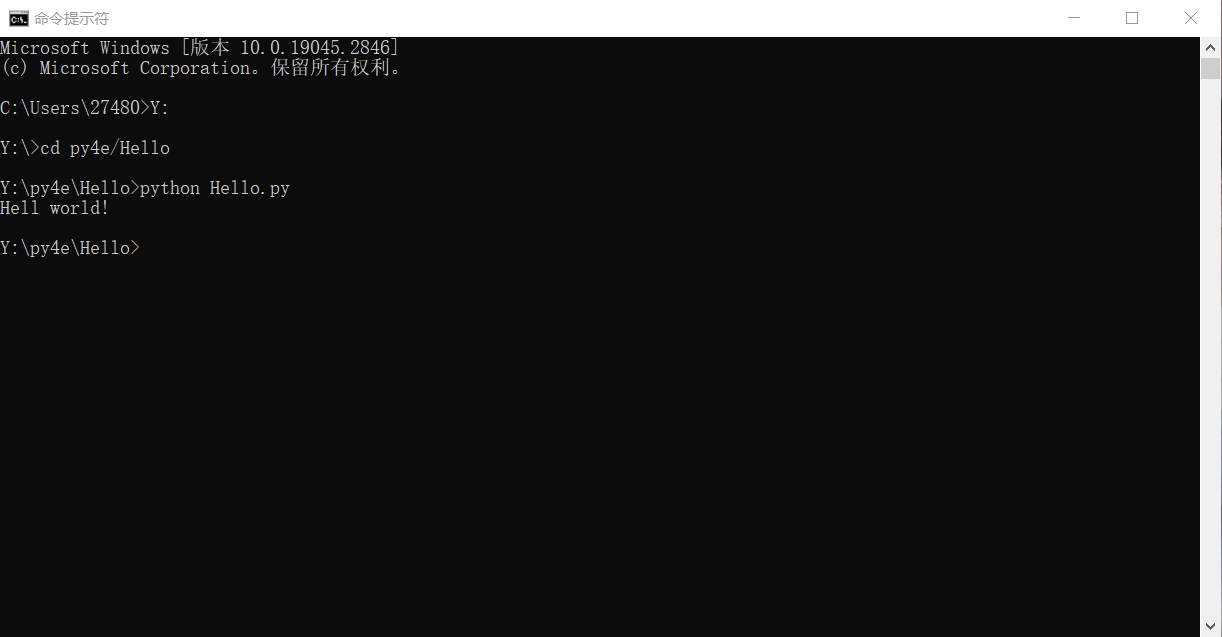 命令提示符
Microsoft Windows [版本 10.0.19045.2846]
(c) Microsoft Corporation。保留所有权利。
C:\Users\27480>Y:
Y:\>cd py4e/Hello
Y:\py4e\Hello>python Hello.py
Hell world!
Y:\py4e\Hello>